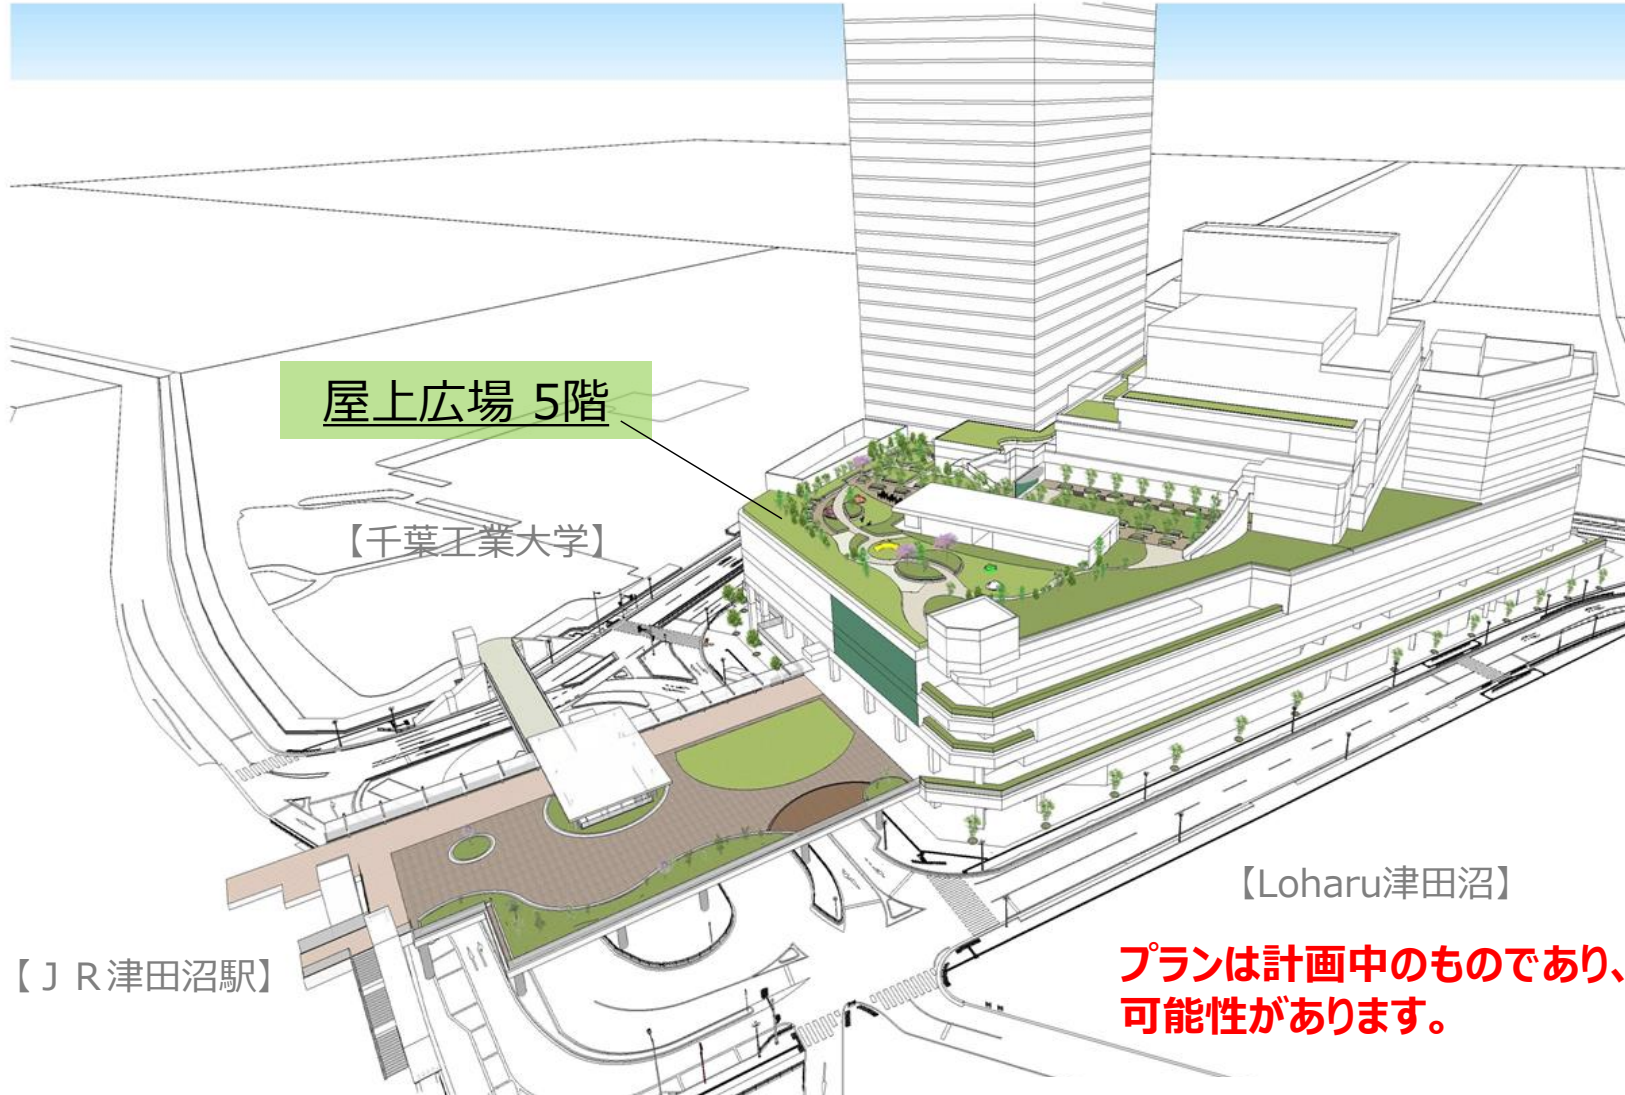 屋上広場 5階
【千葉工業大学】
【Loharu津田沼】
【ＪＲ津田沼駅】
プランは計画中のものであり、
可能性があります。